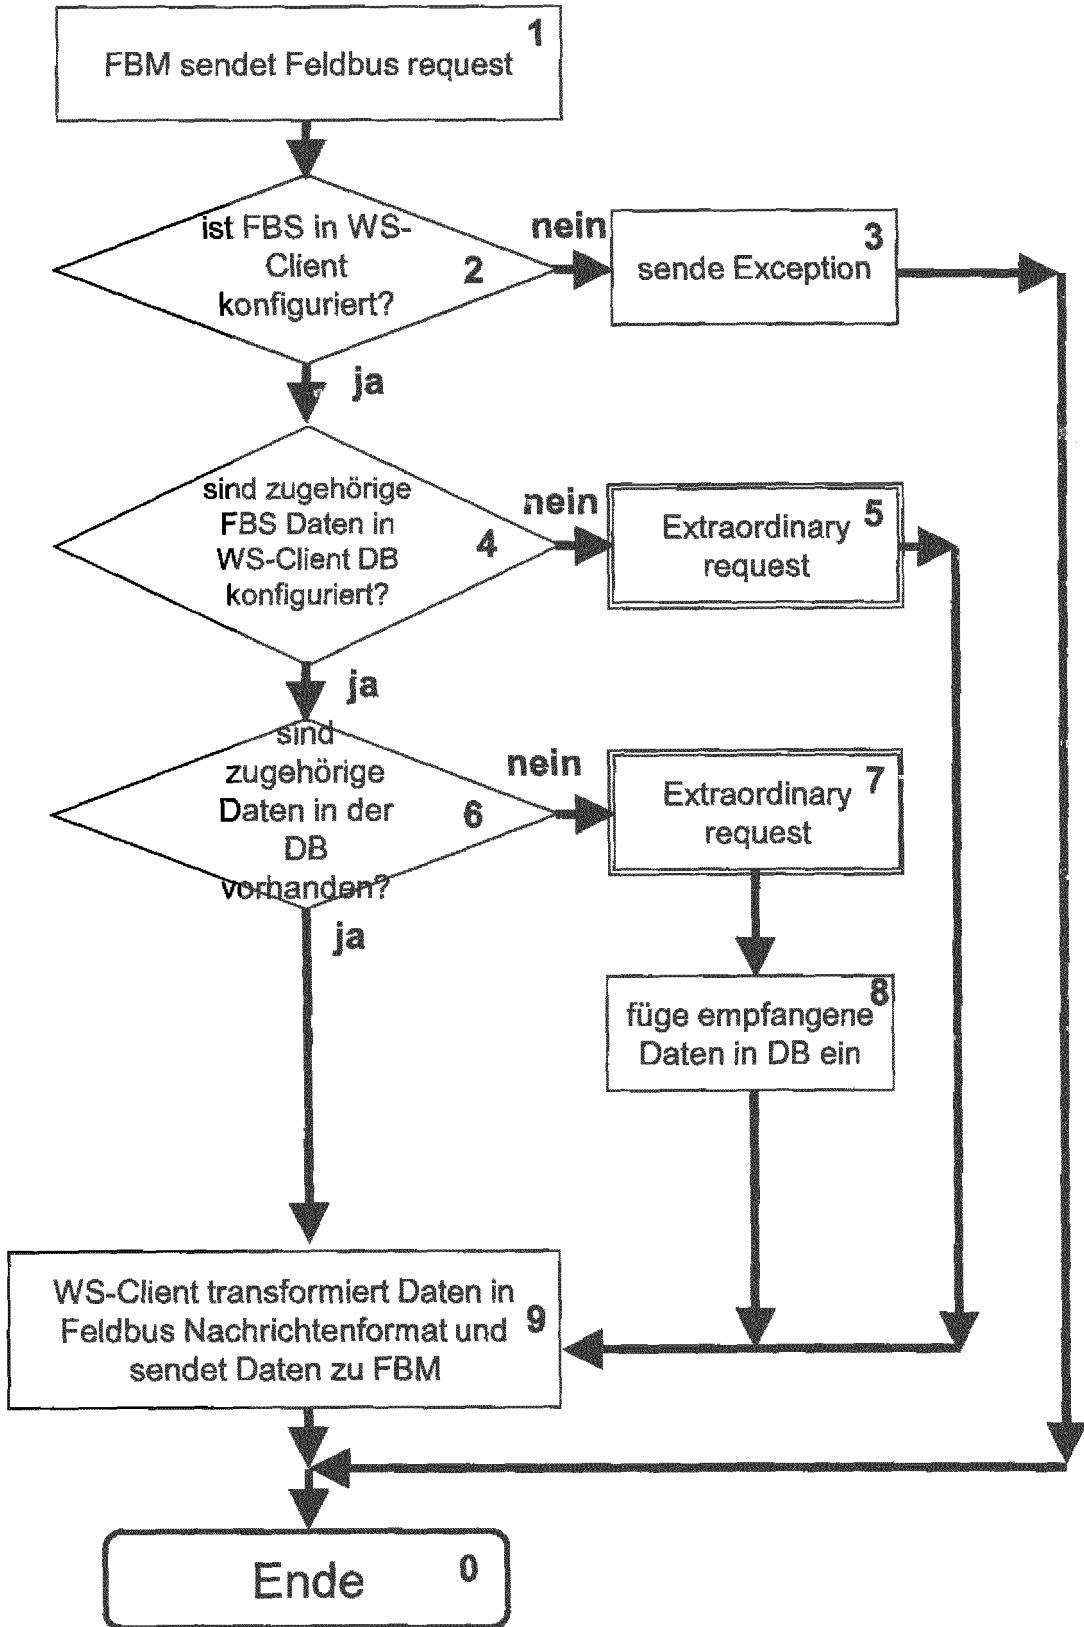 1
FBM sendet Feldbus request
ist FBS in WS-
Client
konfiguriert?
2
nein
3
sende Exception
ja
sind zugehörige
FBS Daten in
WS-Client DB
konfiguriert?
4
nein
5
Extraordinary
request
ja
sind
zugehörige
Daten in der
DB
vorhanden?
6
nein
7
Extraordinary
request
ja
8
füge empfangene
Daten in DB ein
WS-Client transformiert Daten in
Feldbus Nachrichtenformat und
sendet Daten zu FBM
9
Ende
0